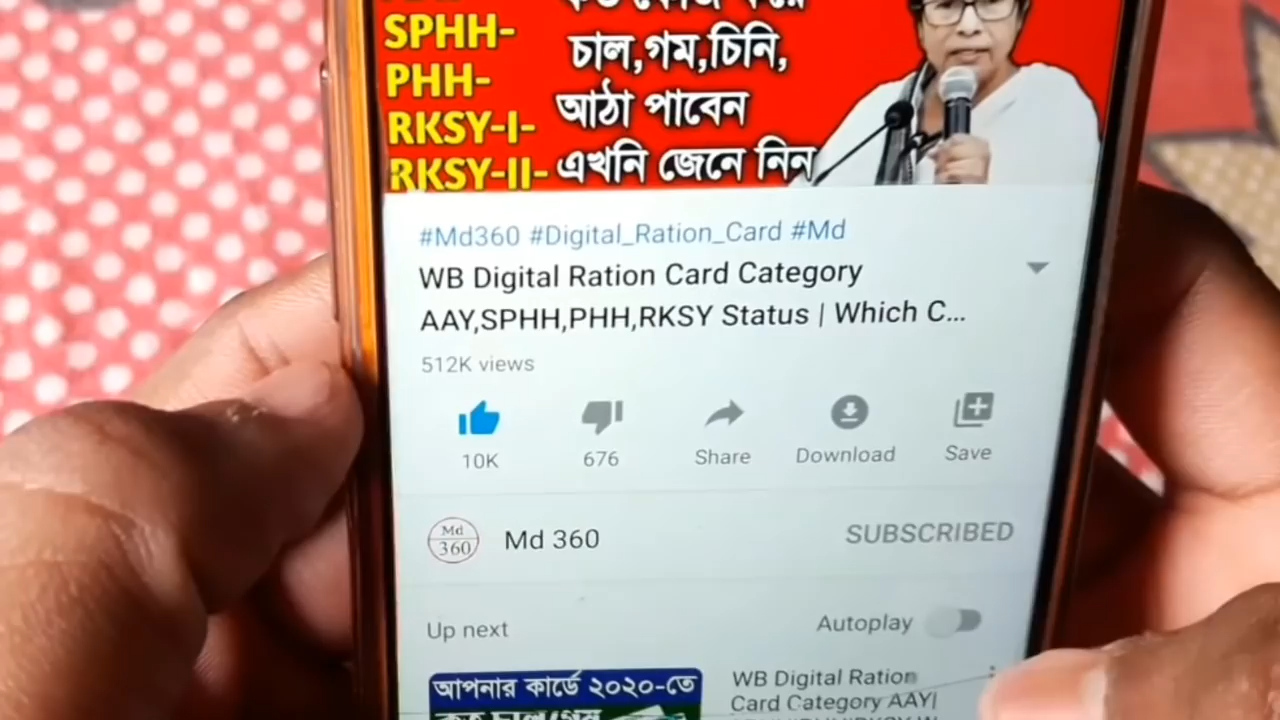 SPHH-
চাল,গম,চিনি,
PHH-
আঠা পাবেন
RKSY-I-
এখনি জেনে নিন
RKSY-II-
#Md360 #Digital_Ration_Card #Md
WB Digital Ration Card Category
AAY,SPHH,PHH,RKSY Status | Which C...
512K views
10K 676 Share Download Save
Md 360
Md 360 SUBSCRIBED
Up next Autoplay
আপনার কার্ডে ২০২০-তে
WB Digital Ration
Card Category AAY|